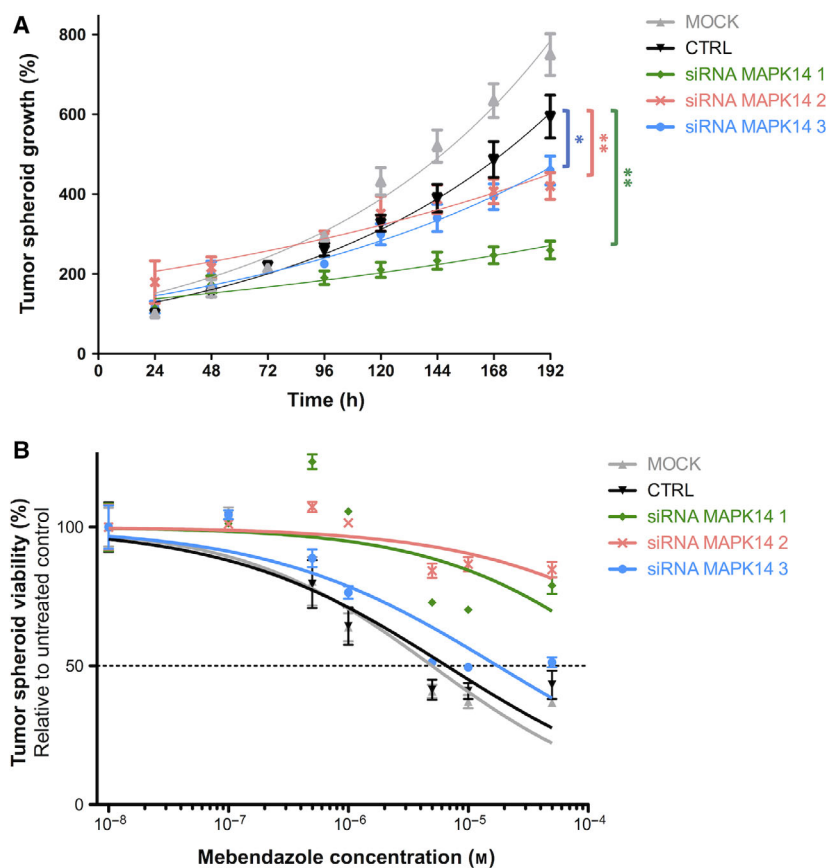 A
Tumor spheroid growth (%)
800
600
400
200
0
0 24 48 72 96 120 144 168 192
Time (h)
*
**
**
MOCK
CTRL
siRNA MAPK14 1
siRNA MAPK14 2
siRNA MAPK14 3
B
Tumor spheroid viability (%)
Relative to untreated control
100
50
0
10⁻⁸ 10⁻⁷ 10⁻⁶ 10⁻⁵ 10⁻⁴
Mebendazole concentration (M)
MOCK
CTRL
siRNA MAPK14 1
siRNA MAPK14 2
siRNA MAPK14 3